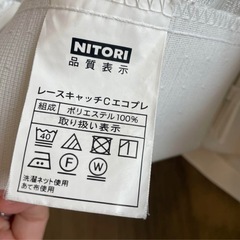 NITORI
品質表示
レースキャッチCエコプレ
組成 ポリエステル100%
取り扱い表示
40
F W
洗濯ネット使用
あて布使用